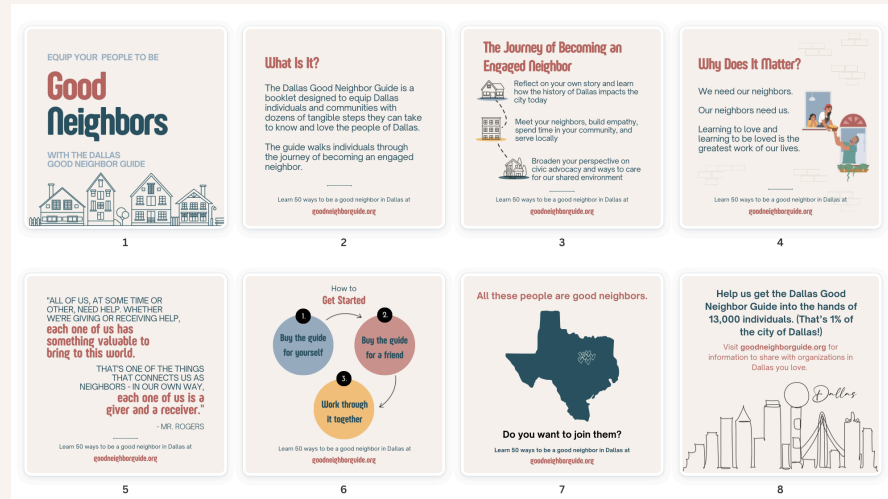 EQUIP YOUR PEOPLE TO BE
Good
Neighbors
WITH THE DALLAS
GOOD NEIGHBOR GUIDE
1
What Is It?
The Dallas Good Neighbor Guide is a
booklet designed to equip Dallas
individuals and communities with
dozens of tangible steps they can take
to know and love the people of Dallas.
The guide walks individuals through
the journey of becoming an engaged
neighbor.
Learn 50 ways to be a good neighbor in Dallas at
goodneighborguide.org
2
The Journey of Becoming an
Engaged Neighbor
Reflect on your own story and learn
how the history of Dallas impacts the
city today
Meet your neighbors, build empathy,
spend time in your community, and
serve locally
Broaden your perspective on
civic advocacy and ways to care
for our shared environment
Learn 50 ways to be a good neighbor in Dallas at
goodneighborguide.org
3
Why Does It Matter?
We need our neighbors.
Our neighbors need us.
Learning to love and
learning to be loved is the
greatest work of our lives.
Learn 50 ways to be a good neighbor in Dallas at
goodneighborguide.org
4
"ALL OF US, AT SOME TIME OR
OTHER, NEED HELP. WHETHER
WE'RE GIVING OR RECEIVING HELP,
each one of us has
something valuable to
bring to this world.
THAT'S ONE OF THE THINGS
THAT CONNECTS US AS
NEIGHBORS - IN OUR OWN WAY,
each one of us is a
giver and a receiver."
- MR. ROGERS
Learn 50 ways to be a good neighbor in Dallas at
goodneighborguide.org
5
How to
Get Started
1.
Buy the guide
for yourself
2.
Buy the guide
for a friend
3.
Work through
it together
Learn 50 ways to be a good neighbor in Dallas at
goodneighborguide.org
6
All these people are good neighbors.
Do you want to join them?
Learn 50 ways to be a good neighbor in Dallas at
goodneighborguide.org
7
Help us get the Dallas Good
Neighbor Guide into the hands of
13,000 individuals. (That's 1% of
the city of Dallas!)
Visit goodneighborguide.org for
information to share with organizations in
Dallas you love.
Dallas
8